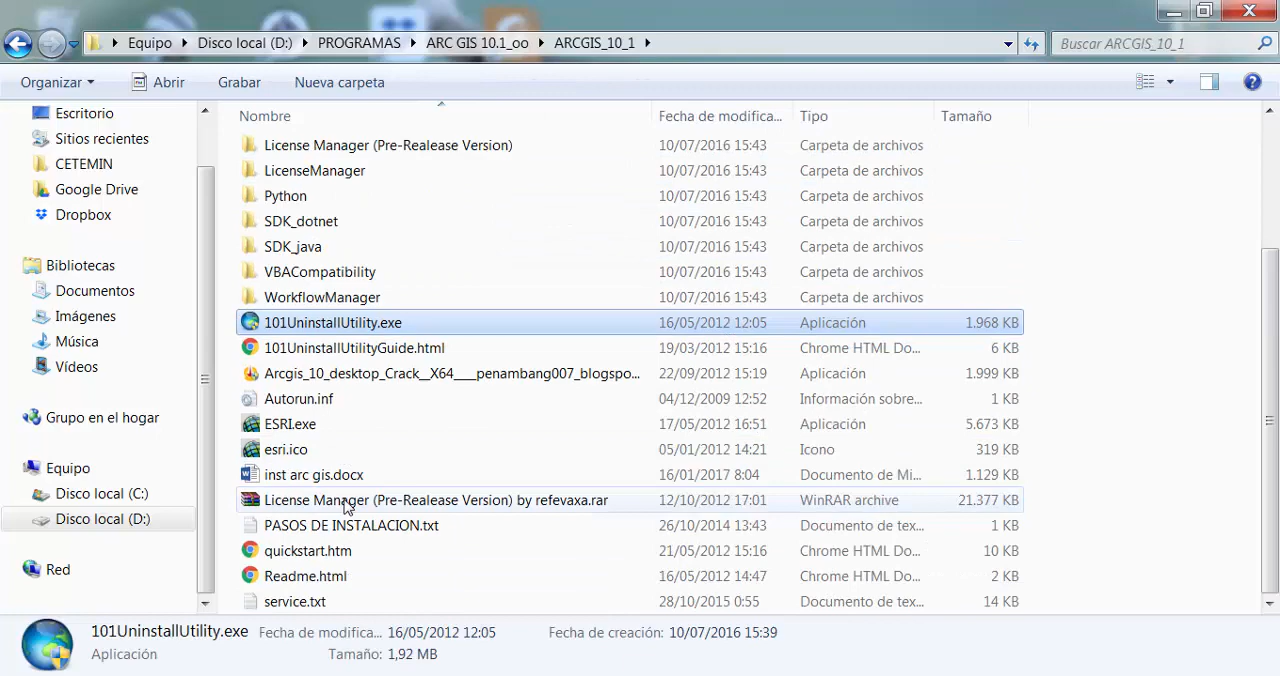 Equipo Disco local (D:) PROGRAMAS ARC GIS 10.1_oo ARCGIS_10_1 Buscar ARCGIS_10_1
Organizar Abrir Grabar Nueva carpeta
Escritorio
Sitios recientes
CETEMIN
Google Drive
Dropbox
Bibliotecas
Documentos
Imágenes
Música
Vídeos
Grupo en el hogar
Equipo
Disco local (C:)
Disco local (D:)
Red
Nombre Fecha de modifica... Tipo Tamaño
License Manager (Pre-Realease Version) 10/07/2016 15:43 Carpeta de archivos
LicenseManager 10/07/2016 15:43 Carpeta de archivos
Python 10/07/2016 15:43 Carpeta de archivos
SDK_dotnet 10/07/2016 15:43 Carpeta de archivos
SDK_java 10/07/2016 15:43 Carpeta de archivos
VBACompatibility 10/07/2016 15:43 Carpeta de archivos
WorkflowManager 10/07/2016 15:43 Carpeta de archivos
101UninstallUtility.exe 16/05/2012 12:05 Aplicación 1.968 KB
101UninstallUtilityGuide.html 19/03/2012 15:16 Chrome HTML Do... 6 KB
Arcgis_10_desktop_Crack__X64___penambang007_blogspo... 22/09/2012 15:19 Aplicación 1.999 KB
Autorun.inf 04/12/2009 12:52 Información sobre... 1 KB
ESRI.exe 17/05/2012 16:51 Aplicación 5.673 KB
esri.ico 05/01/2012 14:21 Icono 319 KB
inst arc gis.docx 16/01/2017 8:04 Documento de Mi... 1.129 KB
License Manager (Pre-Realease Version) by refevaxa.rar 12/10/2012 17:01 WinRAR archive 21.377 KB
PASOS DE INSTALACION.txt 26/10/2014 13:43 Documento de tex... 1 KB
quickstart.htm 21/05/2012 15:16 Chrome HTML Do... 10 KB
Readme.html 16/05/2012 14:47 Chrome HTML Do... 2 KB
service.txt 28/10/2015 0:55 Documento de tex... 14 KB
101UninstallUtility.exe Fecha de modifica... 16/05/2012 12:05 Fecha de creación: 10/07/2016 15:39
Aplicación Tamaño: 1,92 MB